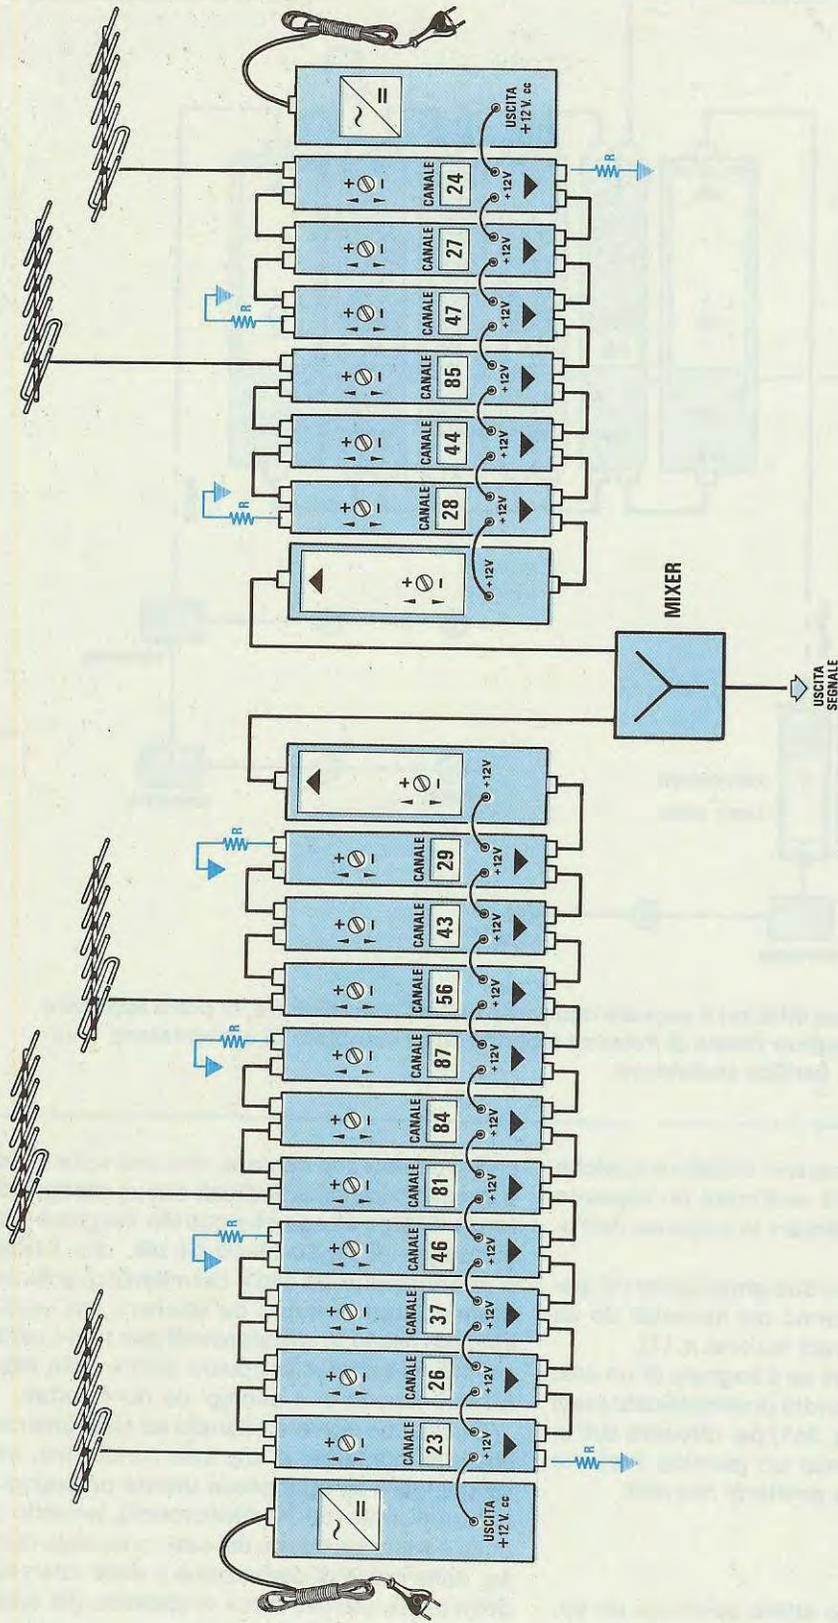 ~ =
USCITA
+12 V. cc
+ −
CANALE
23
+12V
R
+ −
CANALE
26
+12V
+ −
CANALE
37
+12V
R
+ −
CANALE
46
+12V
+ −
CANALE
81
+12V
+ −
CANALE
84
+12V
R
+ −
CANALE
87
+12V
+ −
CANALE
56
+12V
+ −
CANALE
43
+12V
R
+ −
CANALE
29
+12V
+ −
+12V
MIXER
USCITA
SEGNALE
+ −
+12V
R
+ −
CANALE
28
+12V
+ −
CANALE
44
+12V
+ −
CANALE
85
+12V
R
+ −
CANALE
47
+12V
+ −
CANALE
27
+12V
+ −
CANALE
24
+12V
R
~ =
USCITA
+12 V. cc